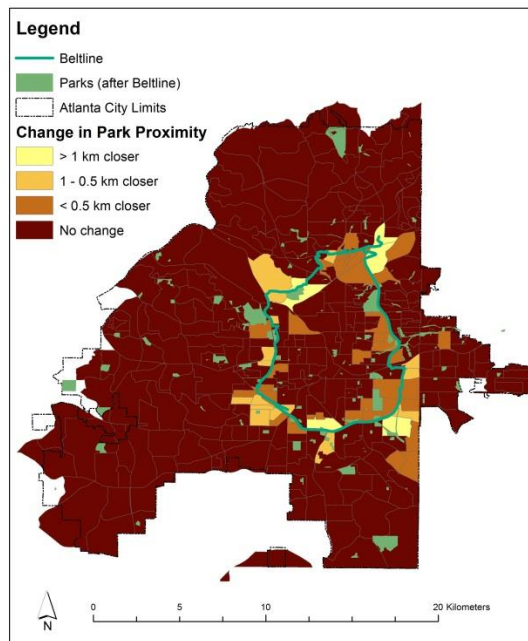 Legend
Beltline
Parks (after Beltline)
Atlanta City Limits
Change in Park Proximity
> 1 km closer
1 - 0.5 km closer
< 0.5 km closer
No change
N
0 5 10 20 Kilometers